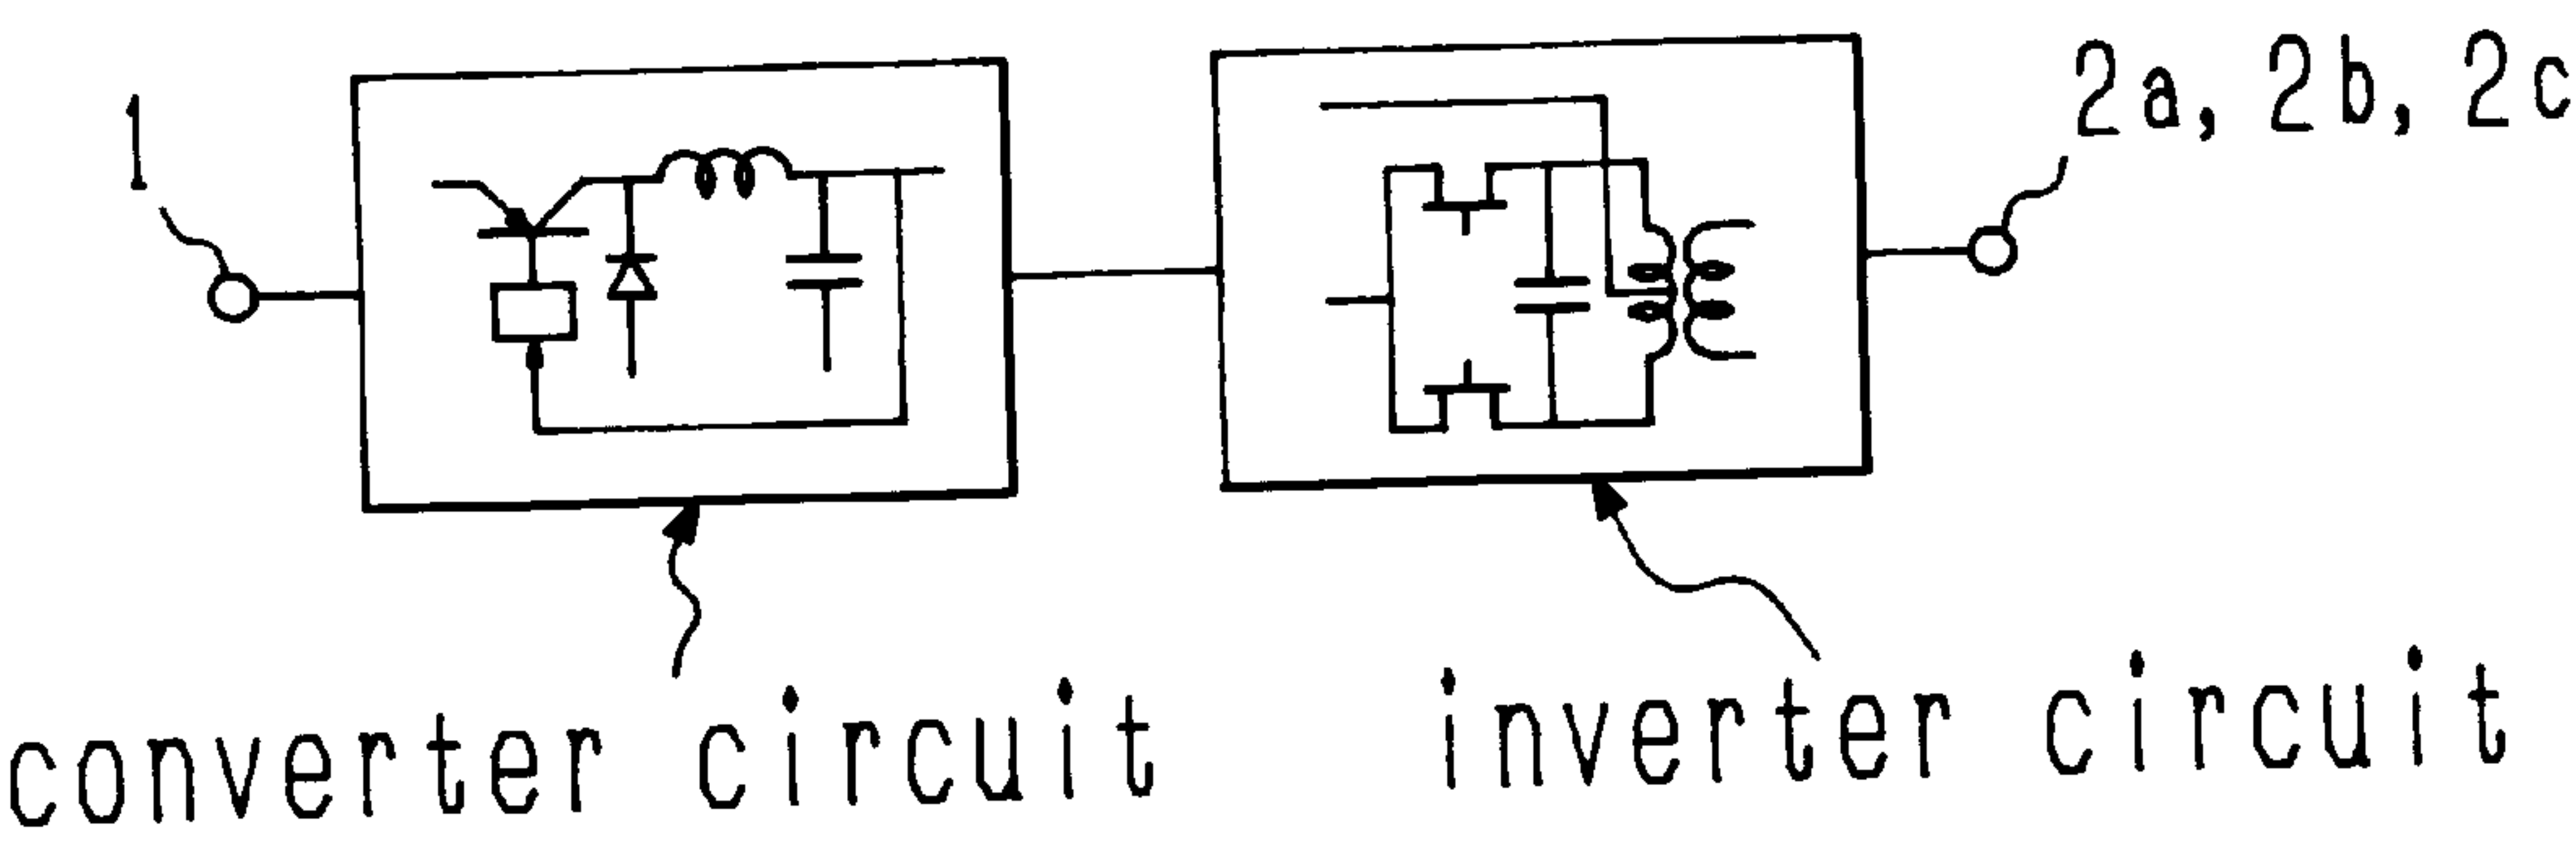 1
2a, 2b, 2c
converter circuit
inverter circuit